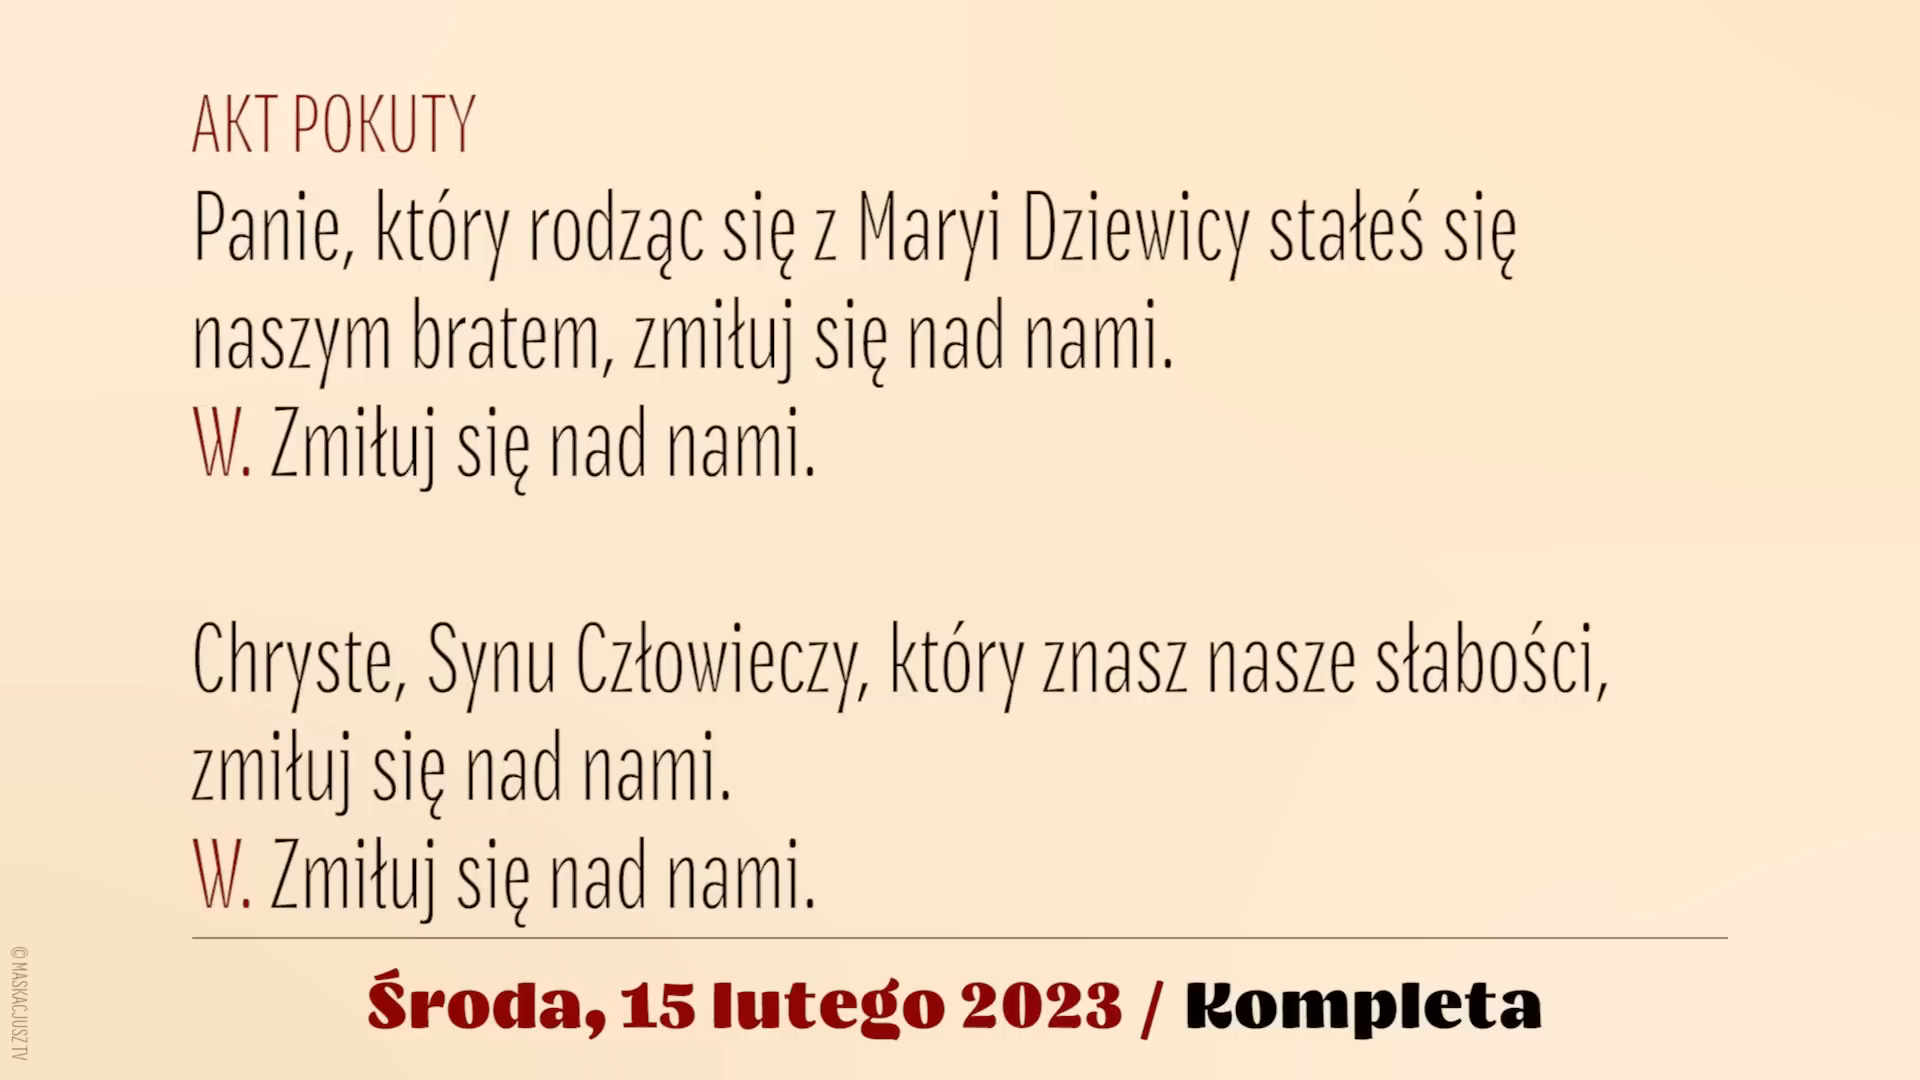 AKT POKUTY
Panie, który rodząc się z Maryi Dziewicy stałeś się
naszym bratem, zmiłuj się nad nami.
W. Zmiłuj się nad nami.
Chryste, Synu Człowieczy, który znasz nasze słabości,
zmiłuj się nad nami.
W. Zmiłuj się nad nami.
Środa, 15 lutego 2023 / Kompleta
© MASKACJUSZ TV